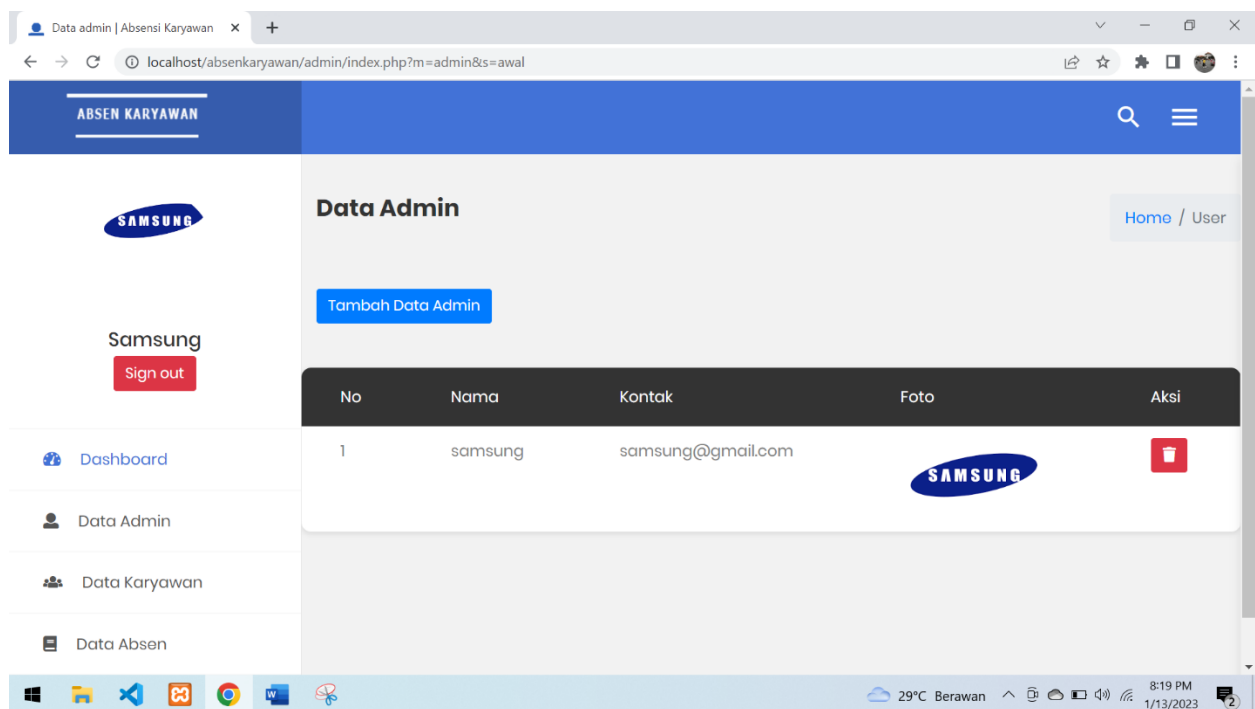 Data admin | Absensi Karyawan
localhost/absenkaryawan/admin/index.php?m=admin&s=awal
ABSEN KARYAWAN
SAMSUNG
Samsung
Sign out
Dashboard
Data Admin
Data Karyawan
Data Absen
Data Admin
Home / User
Tambah Data Admin
No Nama Kontak Foto Aksi
1 samsung samsung@gmail.com SAMSUNG
W
29°C Berawan
8:19 PM
1/13/2023
2